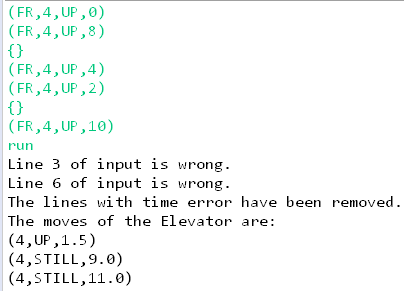 (FR,4,UP,0)
(FR,4,UP,8)
{}
(FR,4,UP,4)
(FR,4,UP,2)
{}
(FR,4,UP,10)
run
Line 3 of input is wrong.
Line 6 of input is wrong.
The lines with time error have been removed.
The moves of the Elevator are:
(4,UP,1.5)
(4,STILL,9.0)
(4,STILL,11.0)